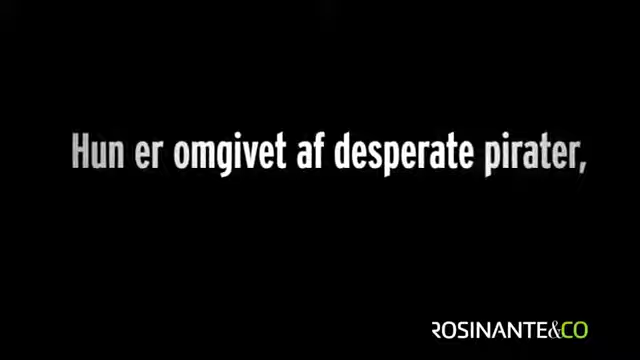 Hun er omgivet af desperate pirater,
ROSINANTE&CO